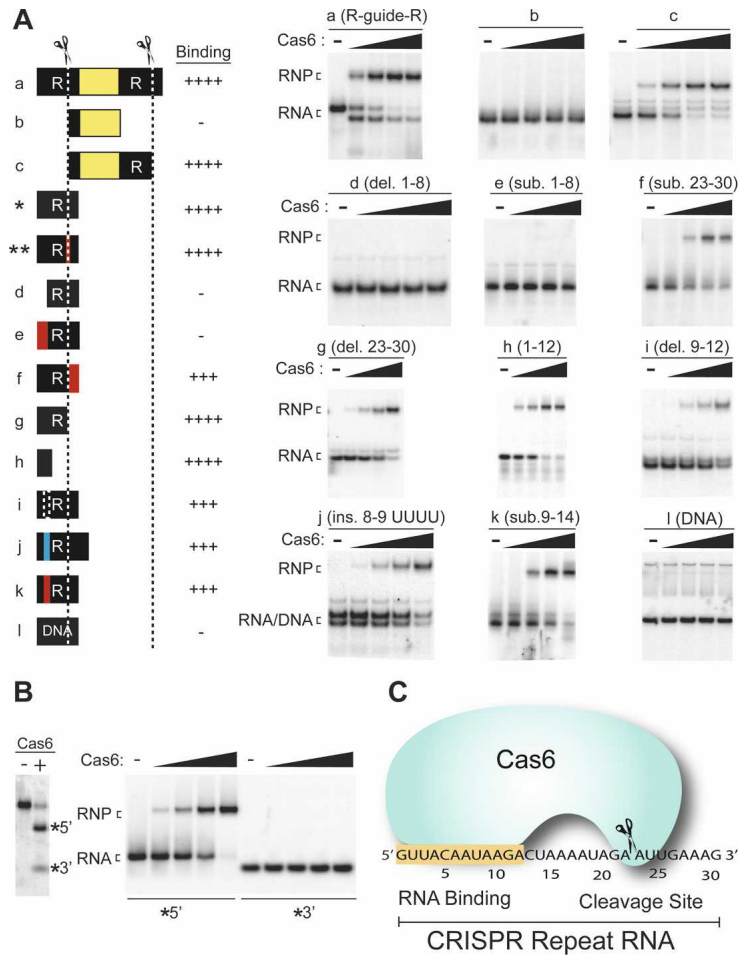 A
Binding
a R R ++++
b -
c R ++++
* R ++++
** R ++++
d R -
e R -
f R +++
g R ++++
h ++++
i R +++
j R +++
k R +++
l DNA -
a (R-guide-R) b c
Cas6 : - - -
RNP
RNA
d (del. 1-8) e (sub. 1-8) f (sub. 23-30)
Cas6 : - - -
RNP
RNA
g (del. 23-30) h (1-12) i (del. 9-12)
Cas6 : - - -
RNP
RNA
j (ins. 8-9 UUUU) k (sub.9-14) l (DNA)
Cas6: - - -
RNP
RNA/DNA
B
Cas6
- +
*5'
*3'
Cas6: - -
RNP
RNA
*5' *3'
C
Cas6
5′ GUUACAAUAAGACUAAAAUAGAAUUGAAAG 3′
5 10 15 20 25 30
RNA Binding Cleavage Site
CRISPR Repeat RNA